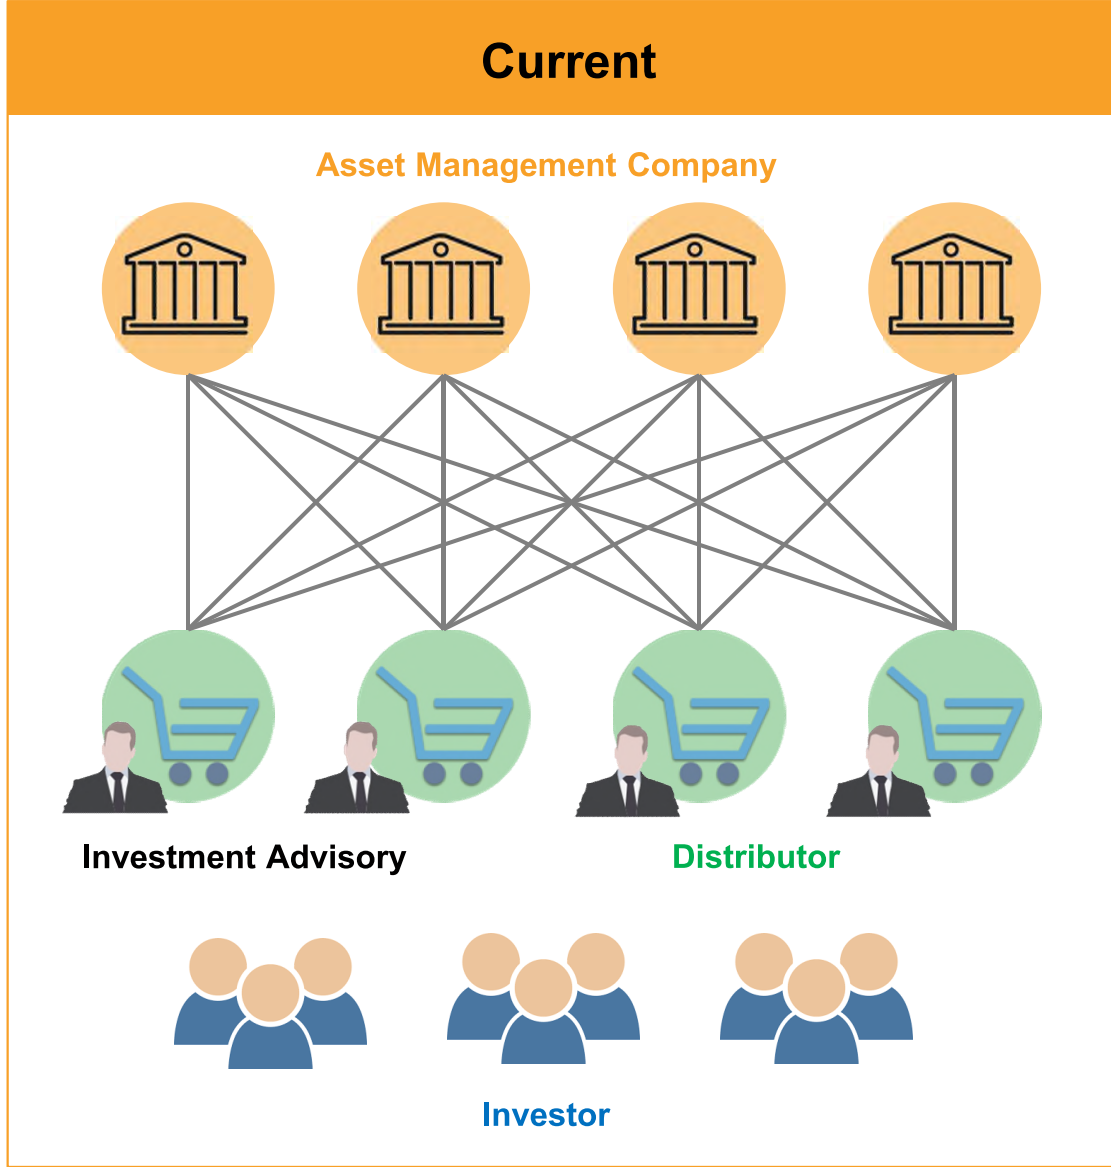 Current
Asset Management Company
Investment Advisory
Distributor
Investor